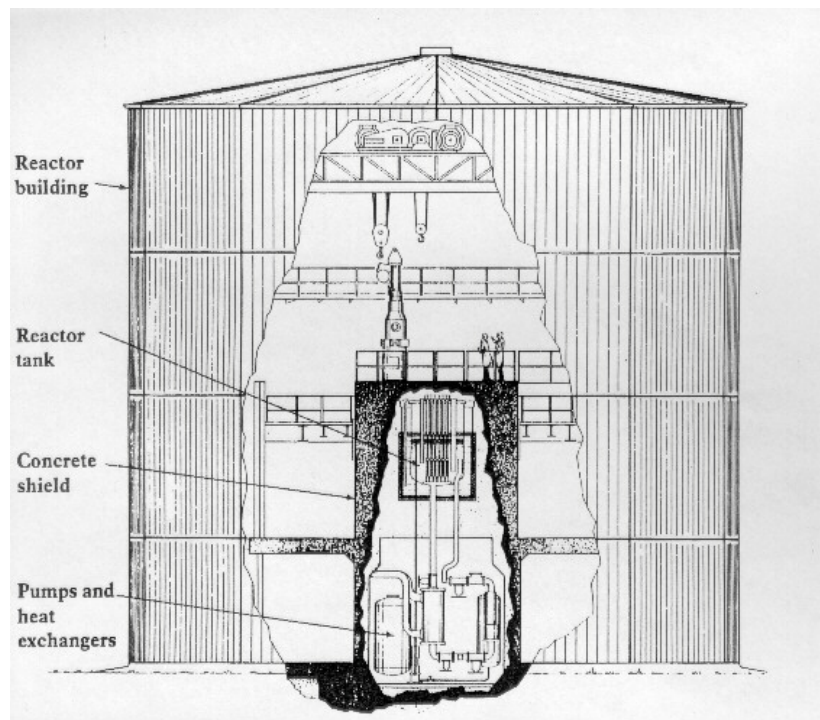 Reactor
building
Reactor
tank
Concrete
shield
Pumps and
heat
exchangers